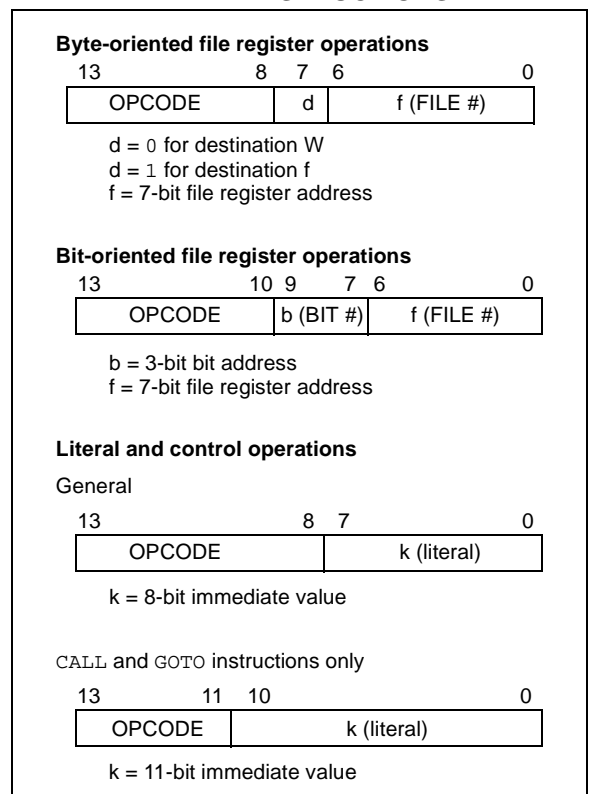 Byte-oriented file register operations
13 8 7 6 0
OPCODE d f (FILE #)
d = 0 for destination W
d = 1 for destination f
f = 7-bit file register address
Bit-oriented file register operations
13 10 9 7 6 0
OPCODE b (BIT #) f (FILE #)
b = 3-bit bit address
f = 7-bit file register address
Literal and control operations
General
13 8 7 0
OPCODE k (literal)
k = 8-bit immediate value
CALL and GOTO instructions only
13 11 10 0
OPCODE k (literal)
k = 11-bit immediate value